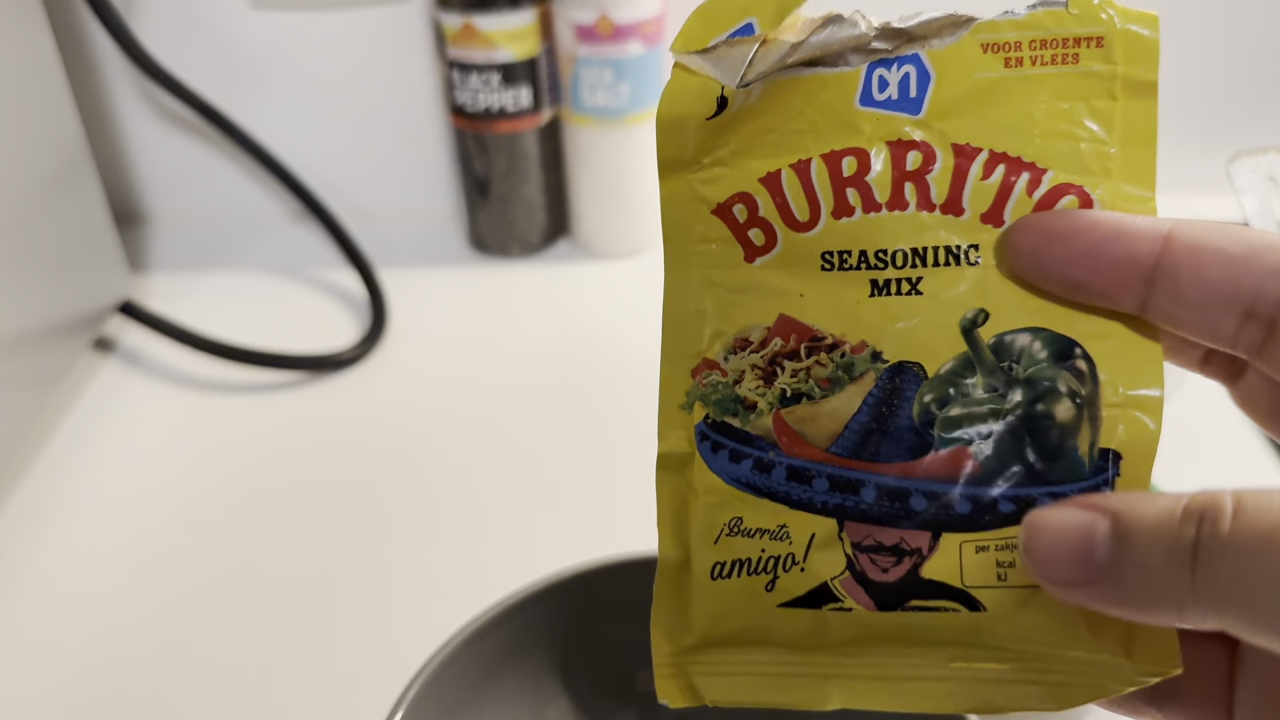 BLACK
PEPPER
SEA
SALT
ah
VOOR GROENTE
EN VLEES
BURRITO
SEASONING
MIX
¡Burrito,
amigo!
per zakje
kcal
kJ